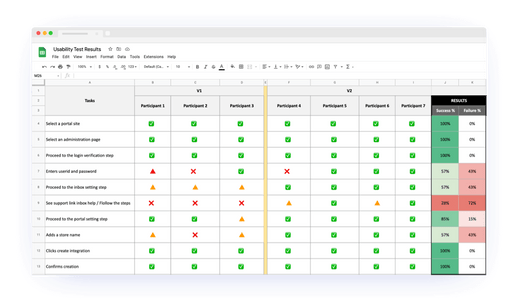 Usability Test Results
File Edit View Insert Format Data Tools Extensions Help
100%
Default (Ca...
10
M26
A B C D E F G H I J K
Tasks V1 V2
Participant 1 Participant 2 Participant 3 Participant 4 Participant 5 Participant 6 Participant 7 RESULTS
Success % Failure %
Select a portal site 100% 0%
Select an administration page 100% 0%
Proceed to the login verification step 100% 0%
Enters userid and password 57% 43%
Proceed to the inbox setting step 57% 43%
See support link inbox help / Follow the steps 28% 72%
Proceed to the portal setting step 85% 15%
Adds a store name 57% 43%
Clicks create integration 100% 0%
Confirms creation 100% 0%